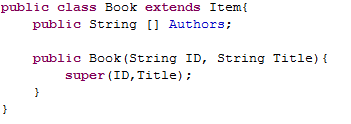 public class Book extends Item{
    public String [] Authors;

    public Book(String ID, String Title){
        super(ID,Title);
    }
}